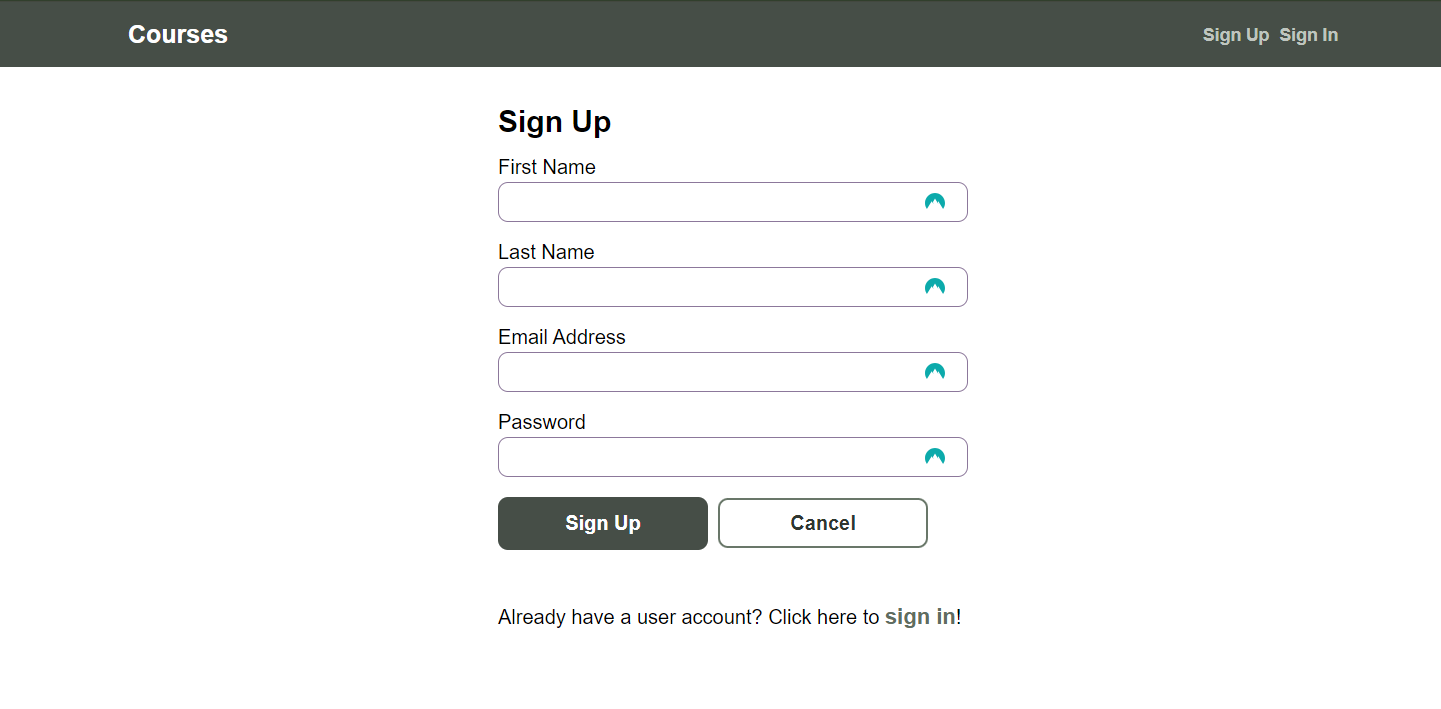 Courses
Sign Up Sign In
Sign Up
First Name
Last Name
Email Address
Password
Sign Up
Cancel
Already have a user account? Click here to sign in!